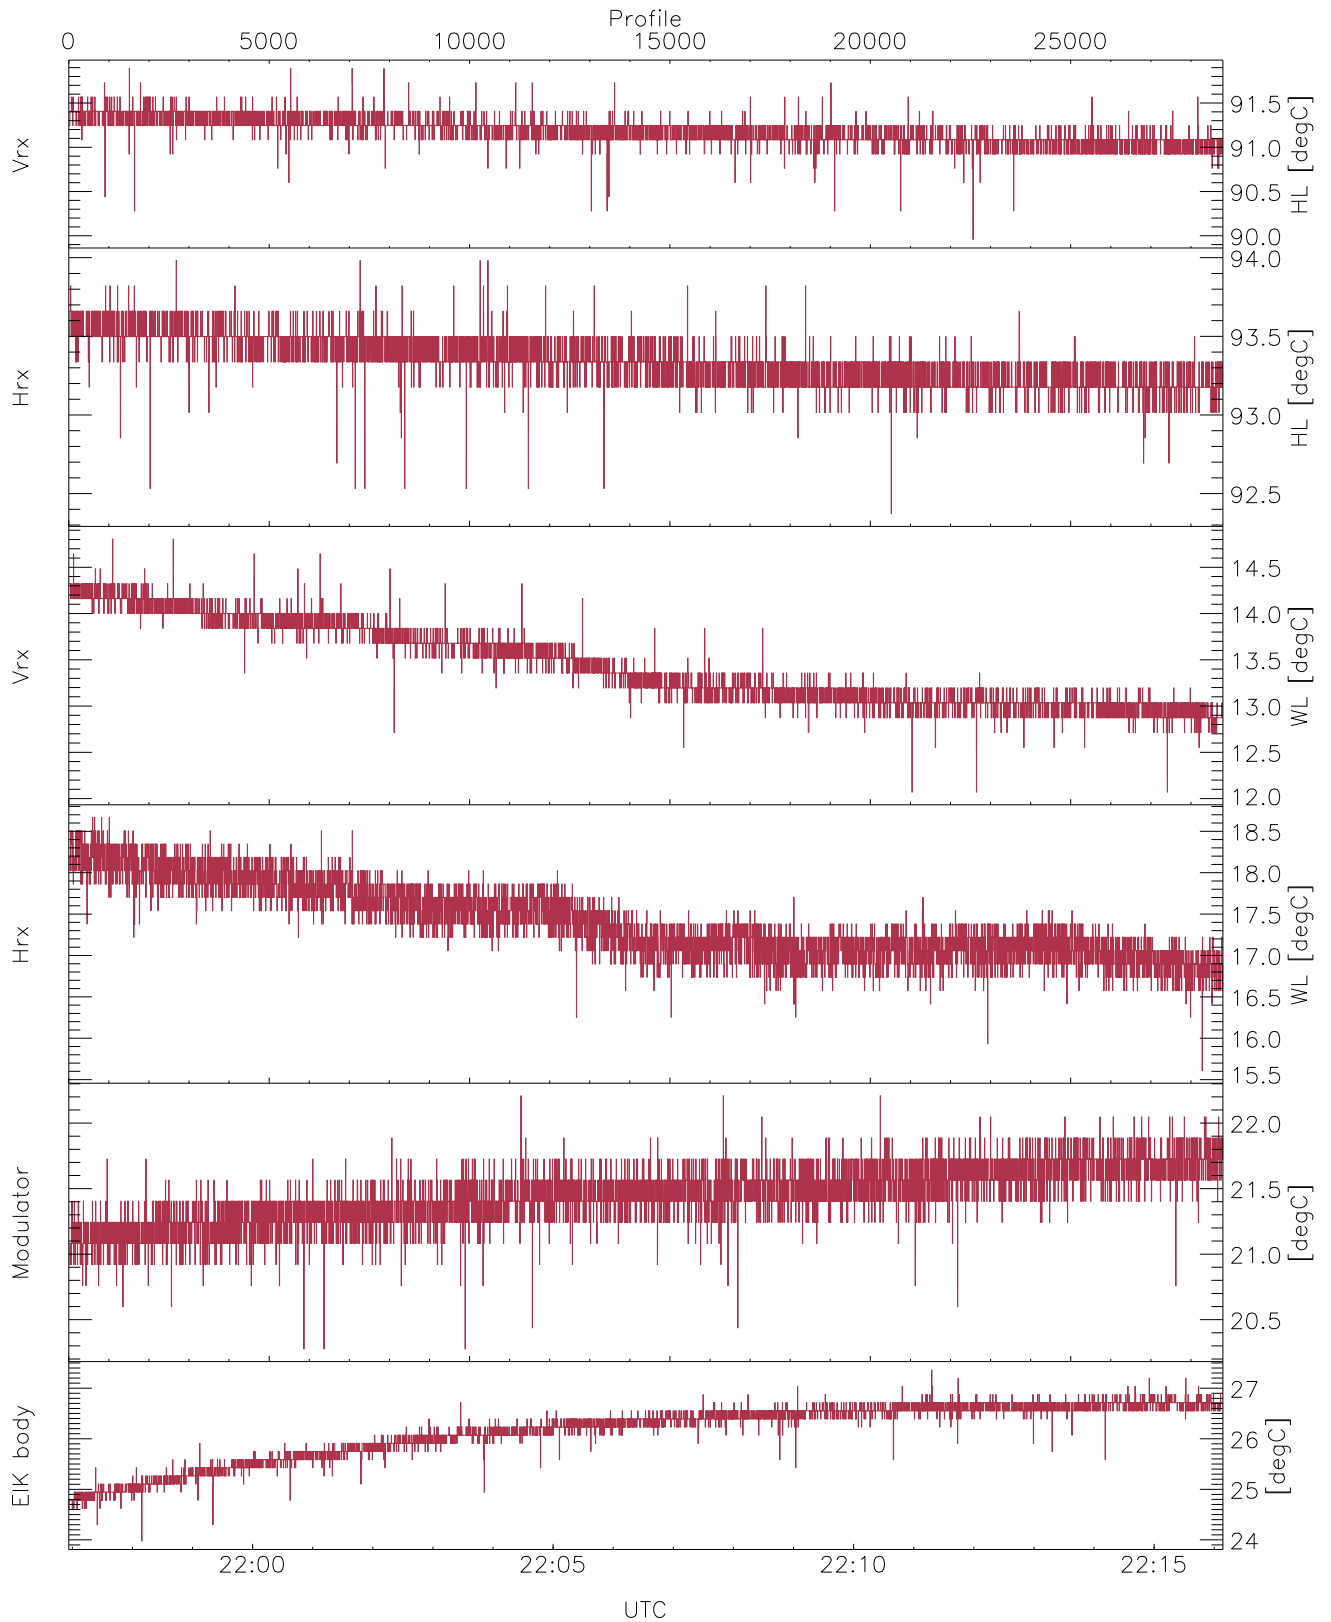 Profile
0 5000 10000 15000 20000 25000
Vrx
91.5
91.0
90.5
90.0
HL [degC]
Hrx
94.0
93.5
93.0
92.5
HL [degC]
Vrx
14.5
14.0
13.5
13.0
12.5
12.0
WL [degC]
Hrx
18.5
18.0
17.5
17.0
16.5
16.0
15.5
WL [degC]
Modulator
22.0
21.5
21.0
20.5
[degC]
EIK body
27
26
25
24
[degC]
22:00 22:05 22:10 22:15
UTC